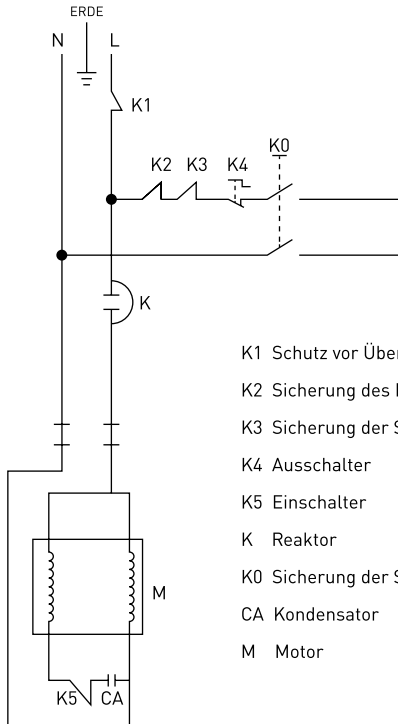 ERDE
N L
K1
K0
K2 K3 K4
K
K1 Schutz vor
K2 Sicherung des
K3 Sicherung der
K4 Ausschalter
K5 Einschalter
K Reaktor
K0 Sicherung der
CA Kondensator
M Motor
M
K5 CA